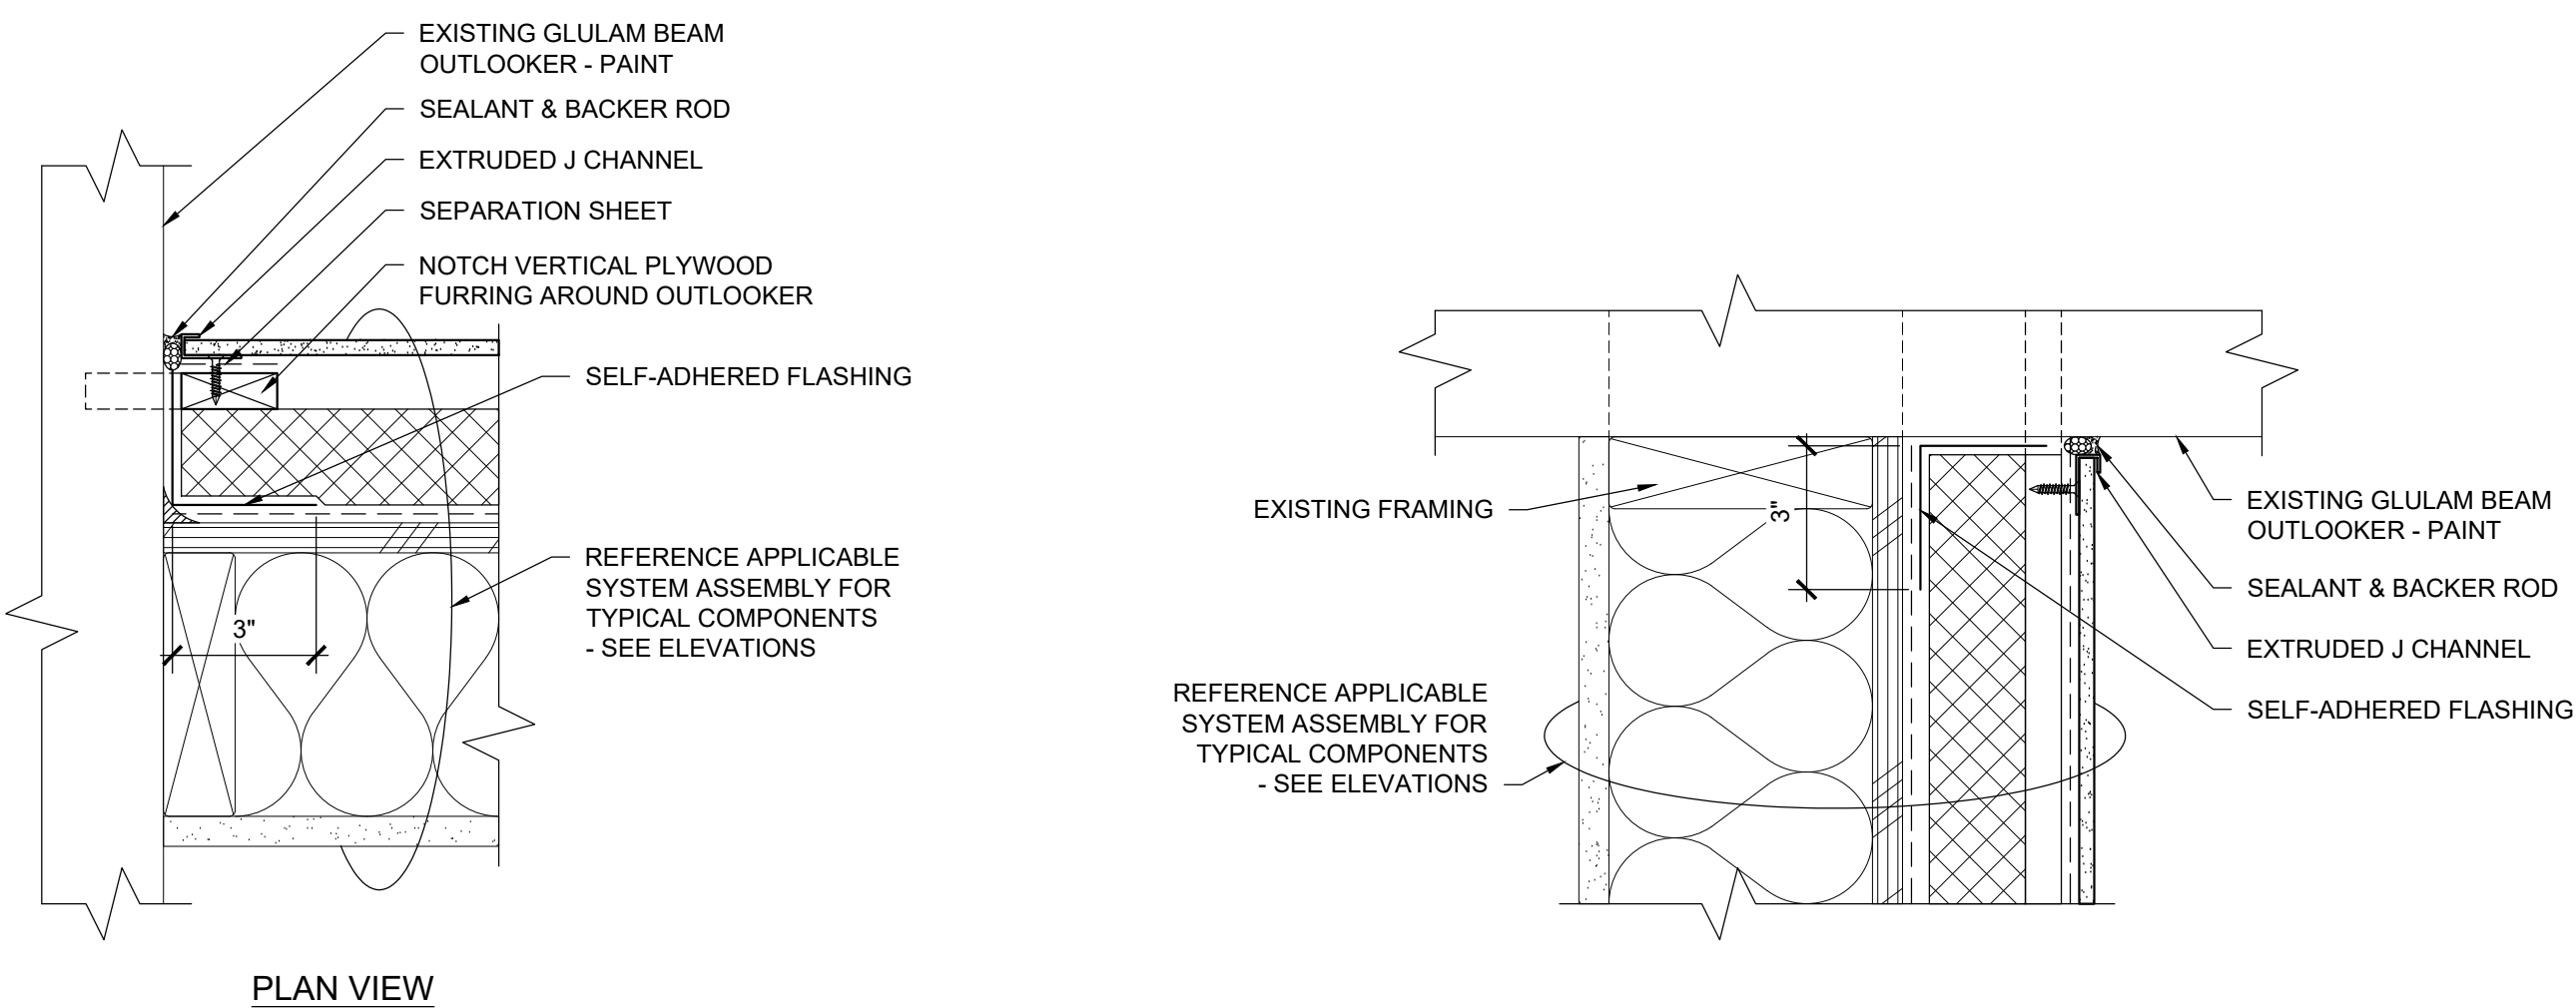 EXISTING GLULAM BEAM
OUTLOOKER - PAINT
SEALANT & BACKER ROD
EXTRUDED J CHANNEL
SEPARATION SHEET
NOTCH VERTICAL PLYWOOD
FURRING AROUND OUTLOOKER
SELF-ADHERED FLASHING
REFERENCE APPLICABLE
SYSTEM ASSEMBLY FOR
TYPICAL COMPONENTS
- SEE ELEVATIONS
3"
PLAN VIEW
EXISTING FRAMING
3"
REFERENCE APPLICABLE
SYSTEM ASSEMBLY FOR
TYPICAL COMPONENTS
- SEE ELEVATIONS
EXISTING GLULAM BEAM
OUTLOOKER - PAINT
SEALANT & BACKER ROD
EXTRUDED J CHANNEL
SELF-ADHERED FLASHING